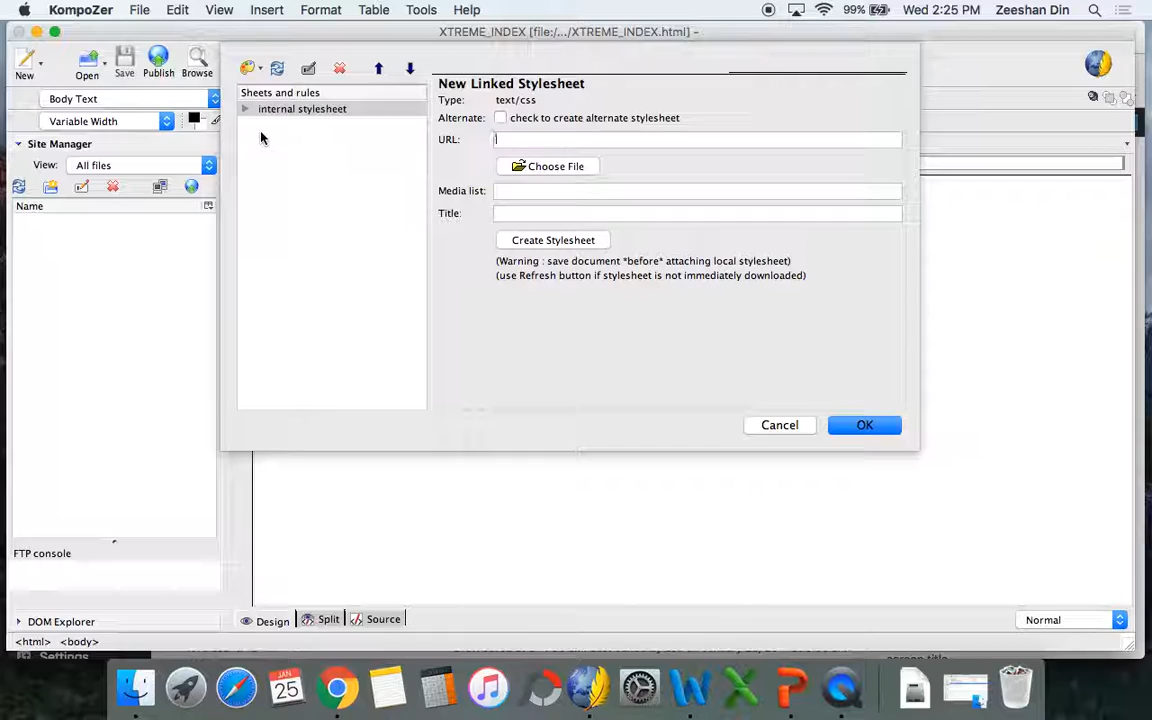 KompoZer File Edit View Insert Format Table Tools Help 99% Wed 2:25 PM Zeeshan Din
XTREME_INDEX [file:/.../XTREME_INDEX.html] –
New Open Save Publish Browse
Body Text
Variable Width
Site Manager
View: All files
Name
FTP console
DOM Explorer
Sheets and rules
internal stylesheet
New Linked Stylesheet
Type: text/css
Alternate: check to create alternate stylesheet
URL:
Choose File
Media list:
Title:
Create Stylesheet
(Warning : save document *before* attaching local stylesheet)
(use Refresh button if stylesheet is not immediately downloaded)
Cancel OK
Design Split Source
Normal
<html> <body>
Settings
screen title
JAN
25